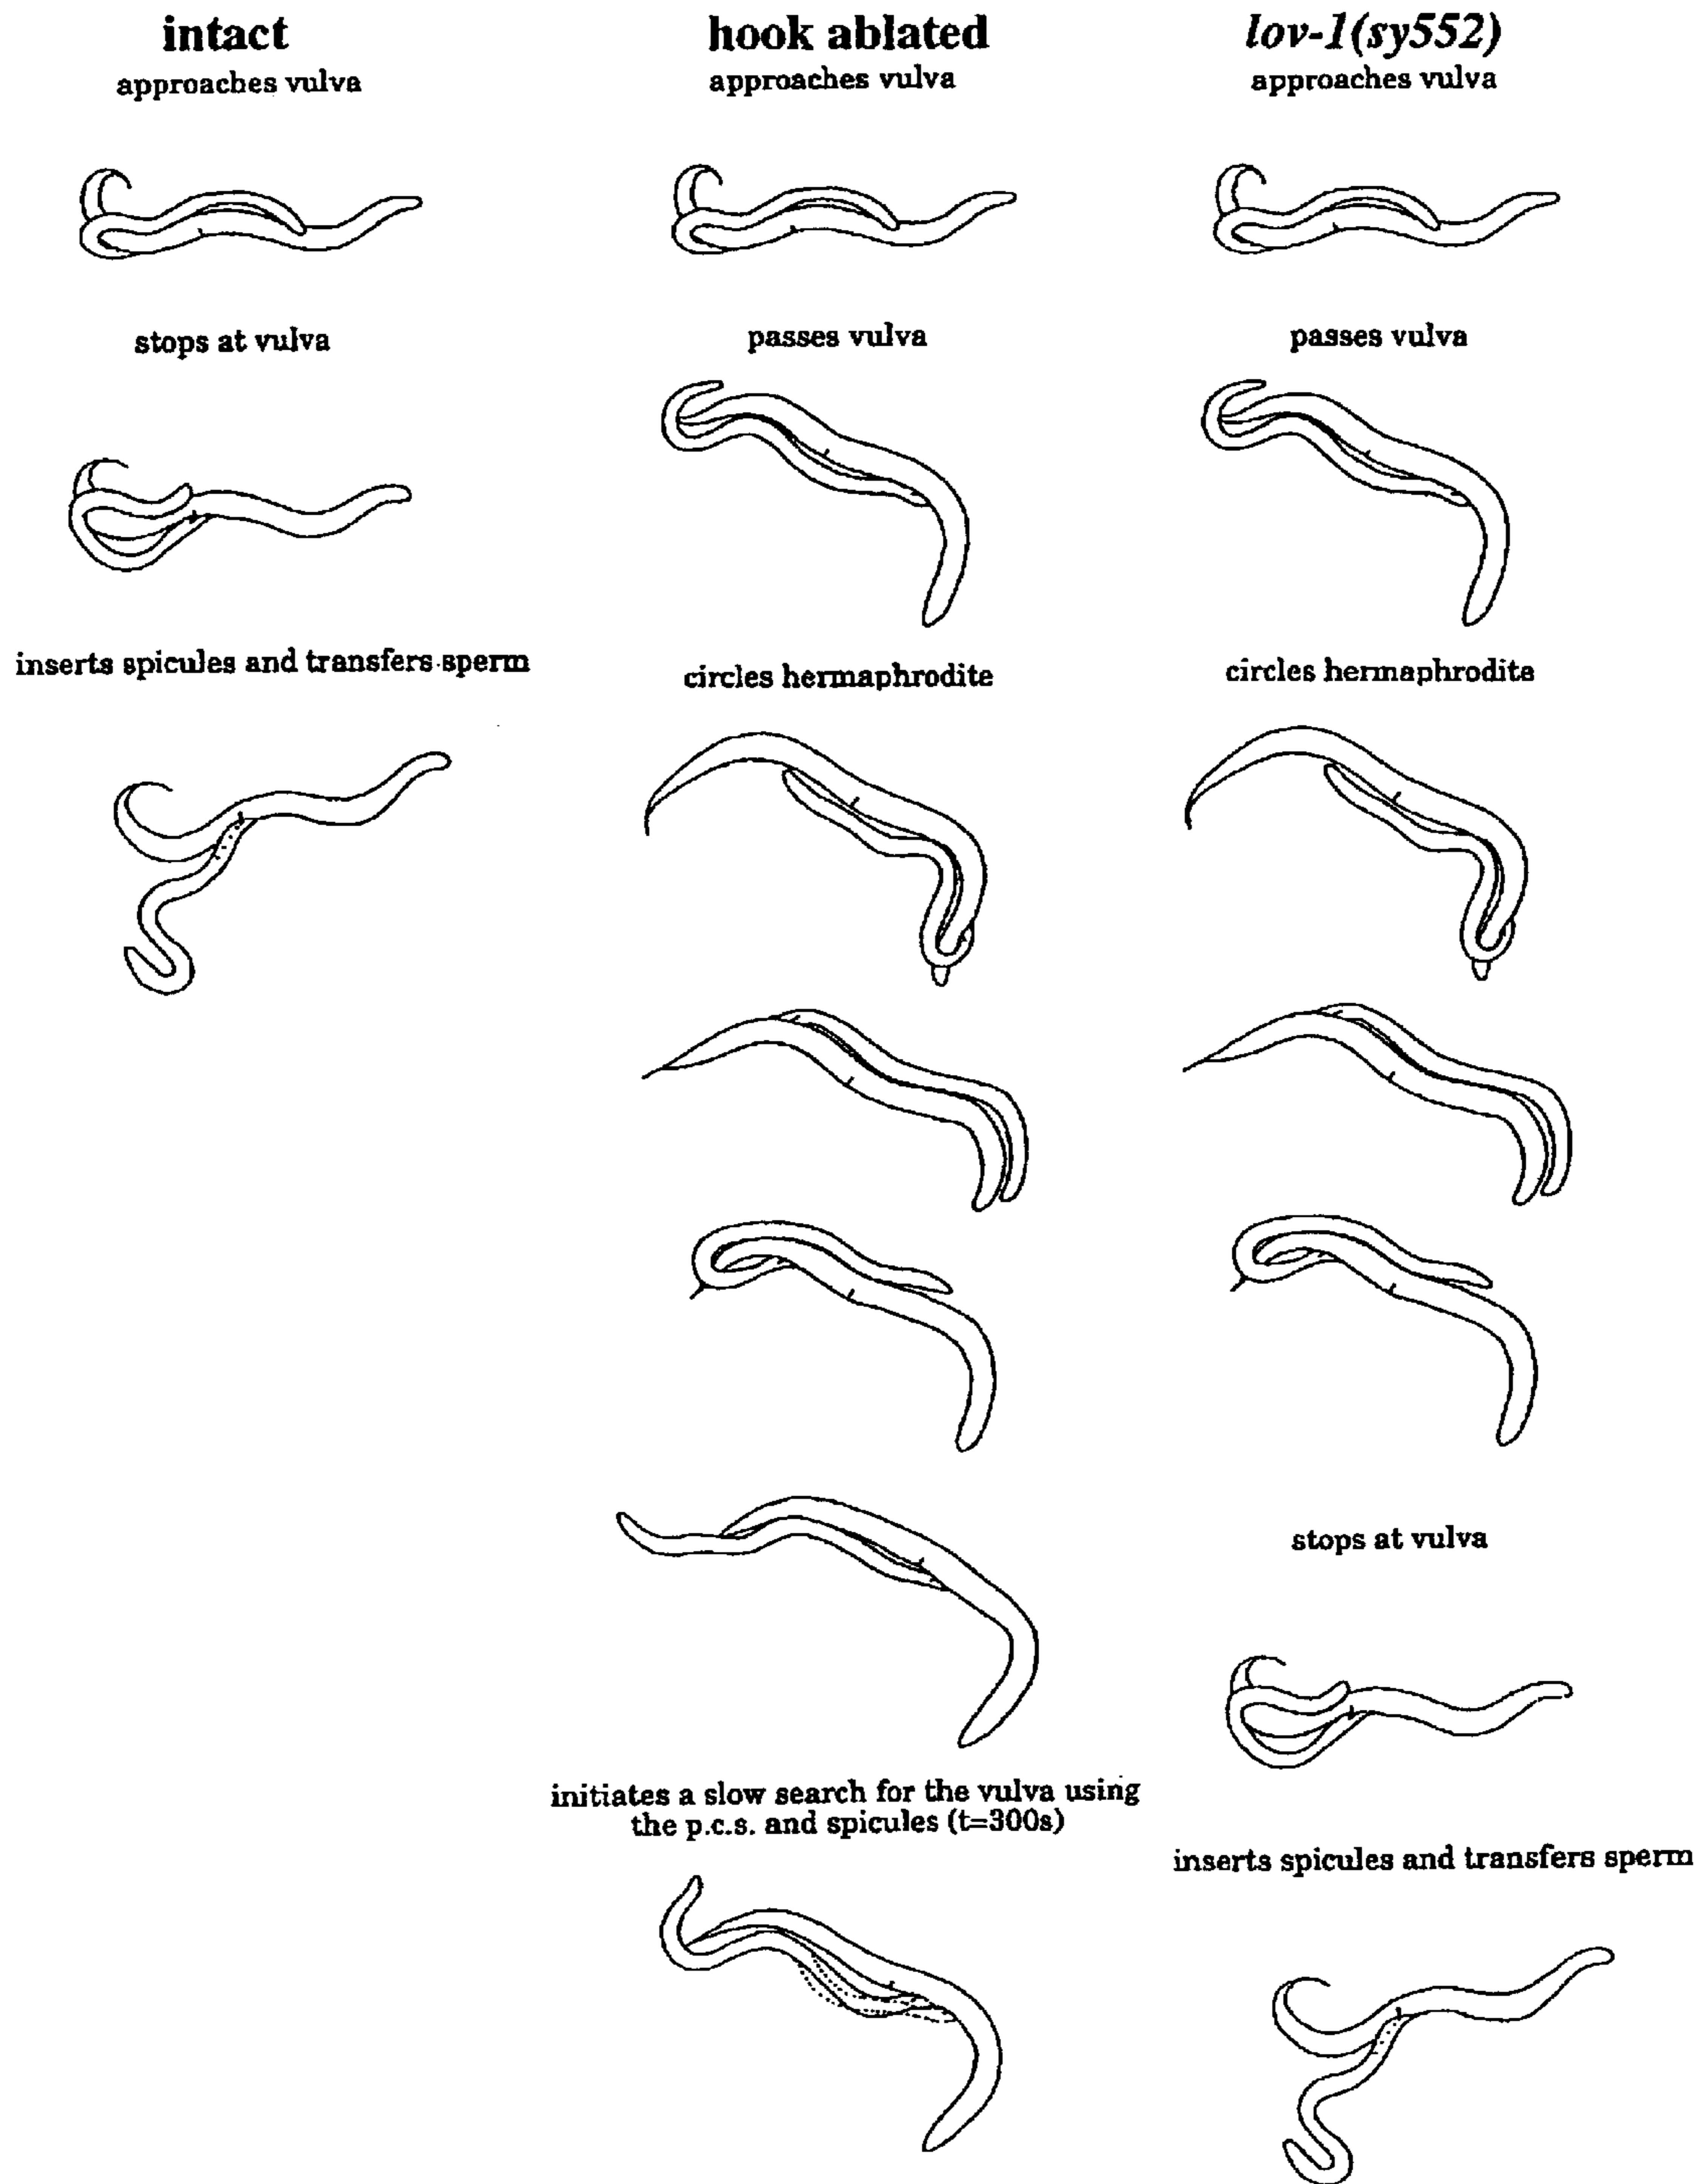 intact
approaches vulva
stops at vulva
inserts spicules and transfers sperm
hook ablated
approaches vulva
passes vulva
circles hermaphrodite
initiates a slow search for the vulva using
the p.c.s. and spicules (t=300s)
lov-1(sy552)
approaches vulva
passes vulva
circles hermaphrodite
stops at vulva
inserts spicules and transfers sperm